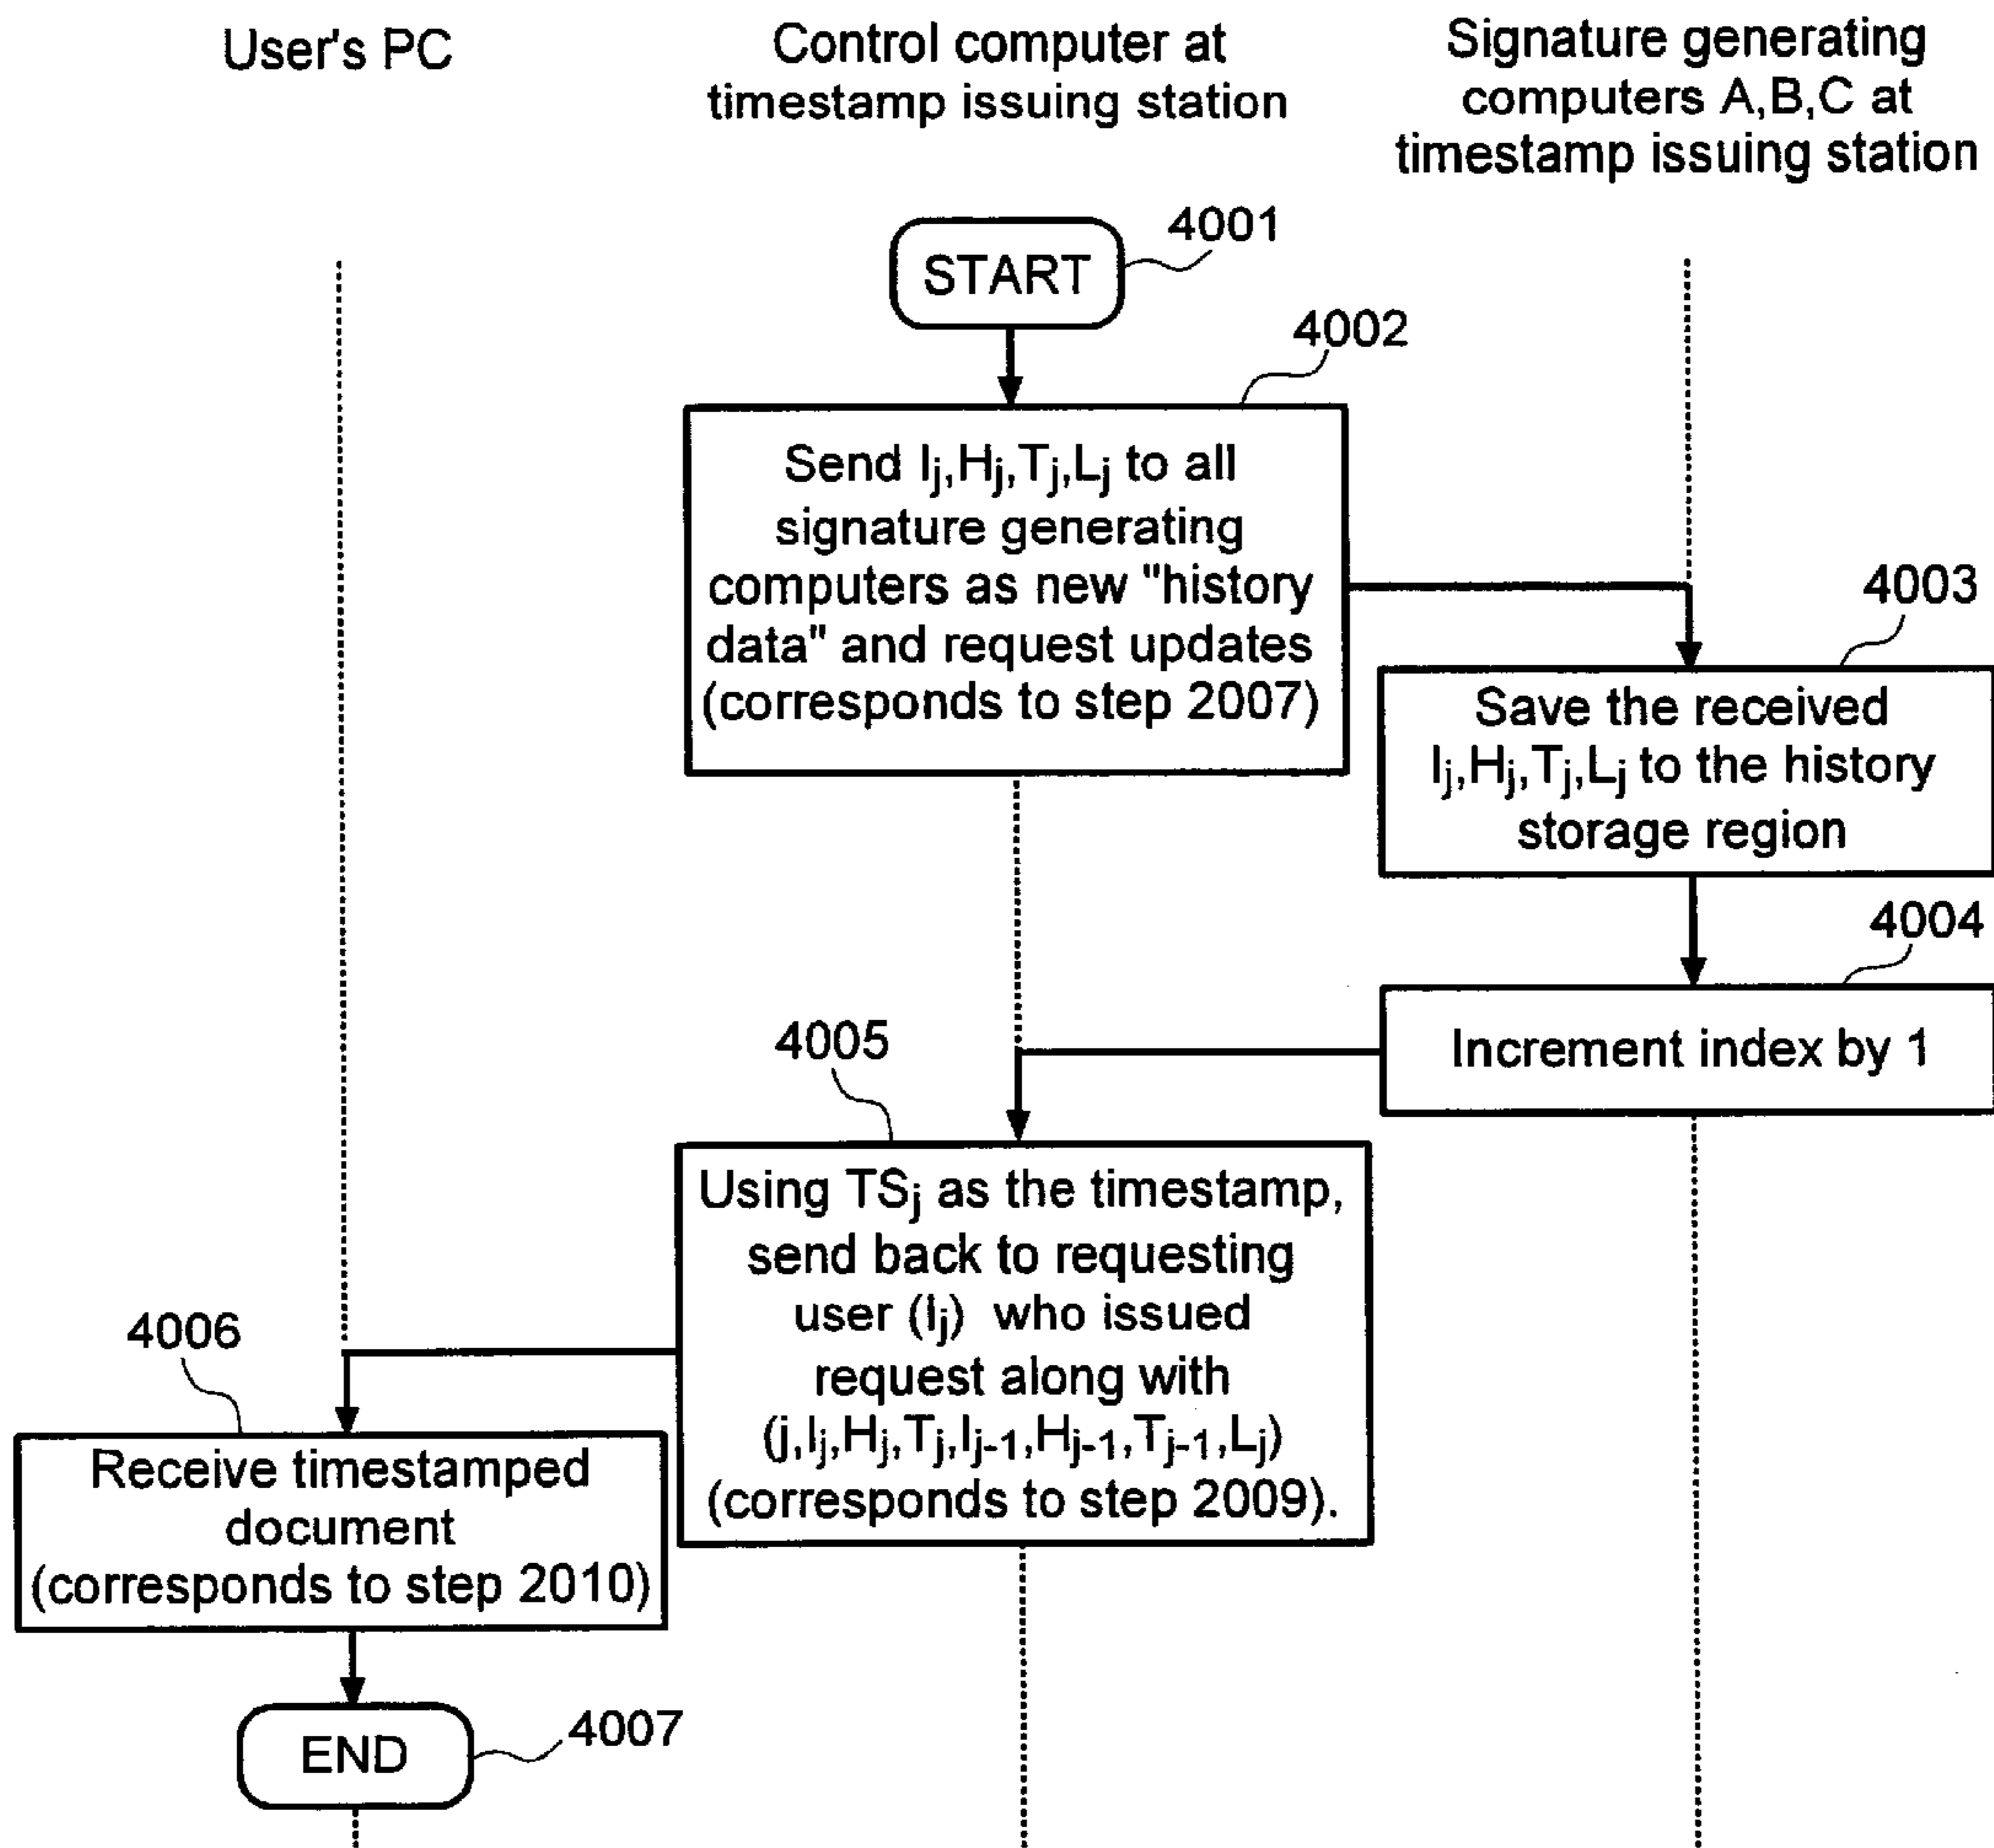 User's PC
Control computer at
timestamp issuing station
Signature generating
computers A,B,C at
timestamp issuing station
4001
START
4002
Send Ij,Hj,Tj,Lj to all
signature generating
computers as new "history
data" and request updates
(corresponds to step 2007)
4003
Save the received
Ij,Hj,Tj,Lj to the history
storage region
4004
Increment index by 1
4005
Using TSj as the timestamp,
send back to requesting
user (Ij) who issued
request along with
(j,Ij,Hj,Tj,Ij-1,Hj-1,Tj-1,Lj)
(corresponds to step 2009).
4006
Receive timestamped
document
(corresponds to step 2010)
END
4007